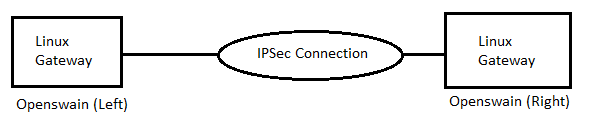 Linux
Gateway
IPSec Connection
Linux
Gateway
Openswain (Left)
Openswain (Right)